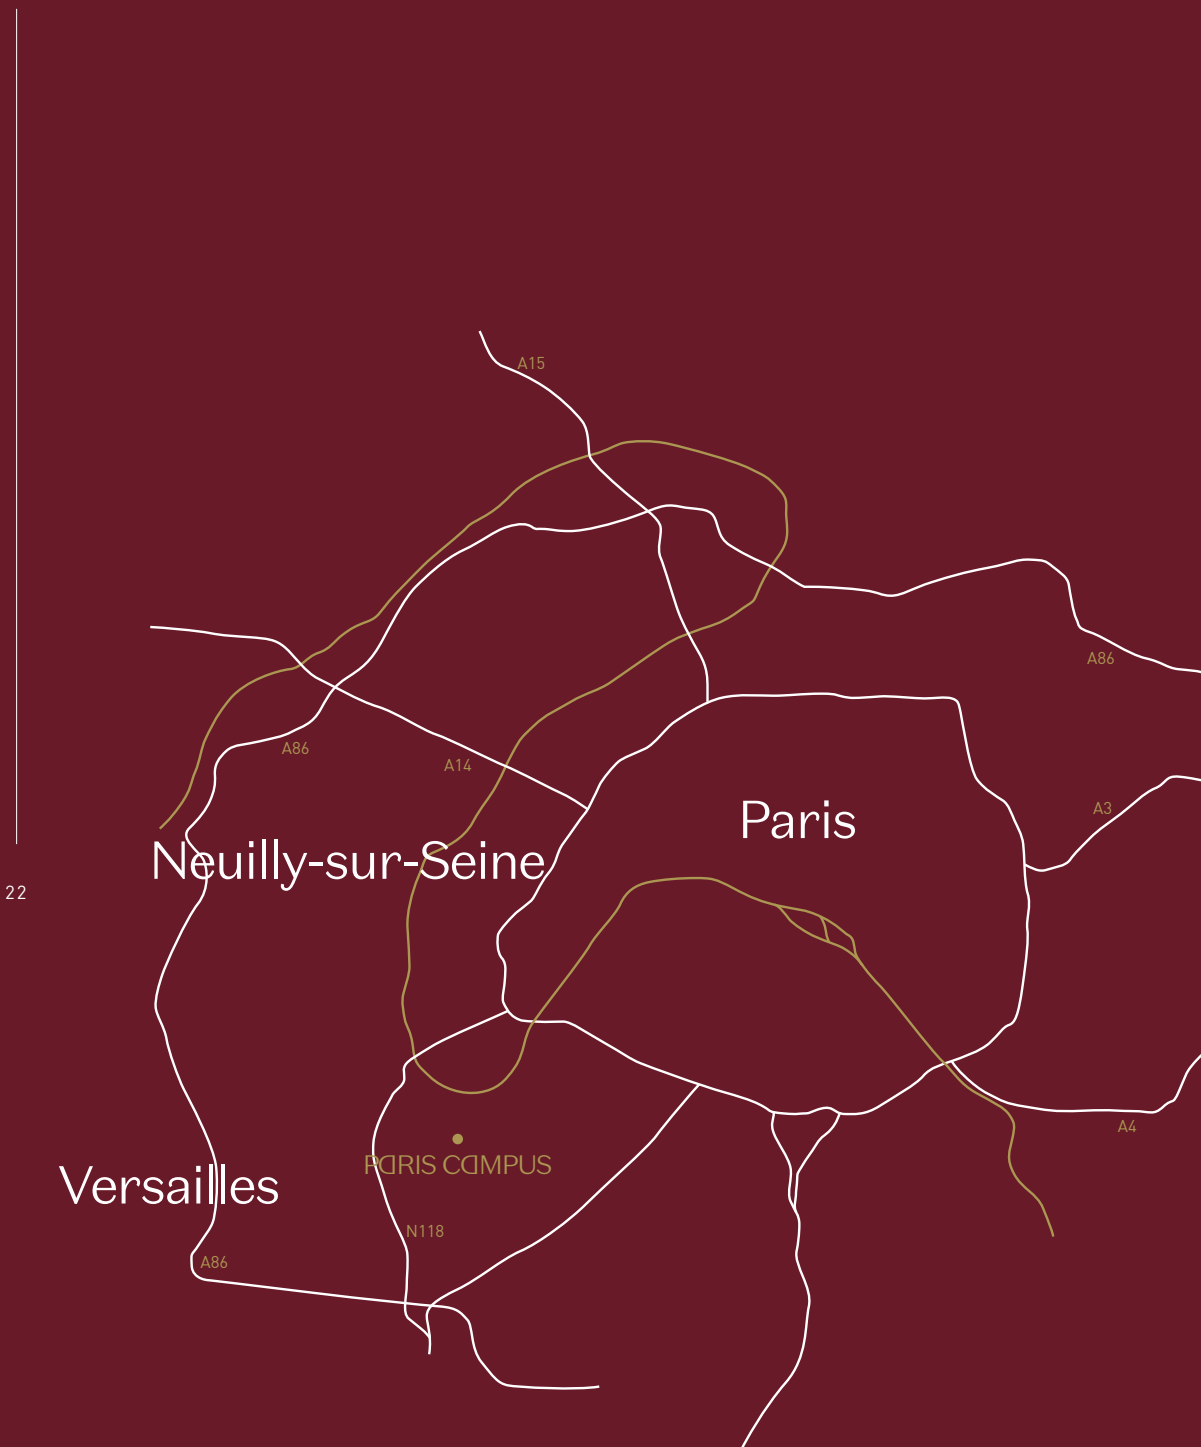 A15
A86
A86
A14
A3
Paris
Neuilly-sur-Seine
22
A4
PARIS CAMPUS
Versailles
N118
A86